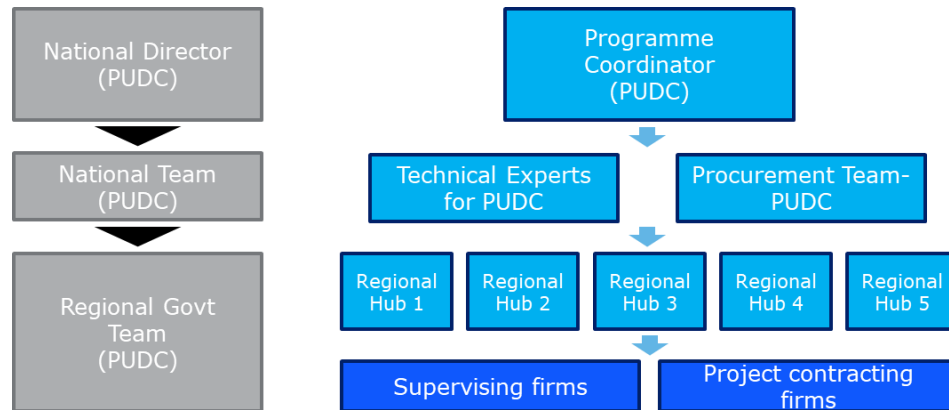 National Director
(PUDC)
Programme
Coordinator
(PUDC)
National Team
(PUDC)
Technical Experts
for PUDC
Procurement Team-
PUDC
Regional Govt
Team
(PUDC)
Regional
Hub 1
Regional
Hub 2
Regional
Hub 3
Regional
Hub 4
Regional
Hub 5
Supervising firms
Project contracting
firms